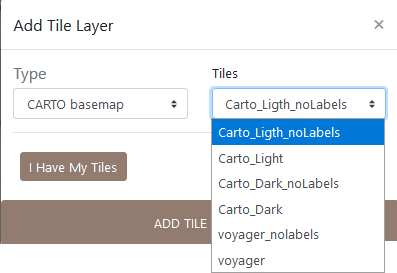 Add Tile Layer ×
Type
Tiles
CARTO basemap
Carto_Ligth_noLabels
Carto_Ligth_noLabels
Carto_Light
Carto_Dark_noLabels
Carto_Dark
voyager_nolabels
voyager
I Have My Tiles
ADD TILE